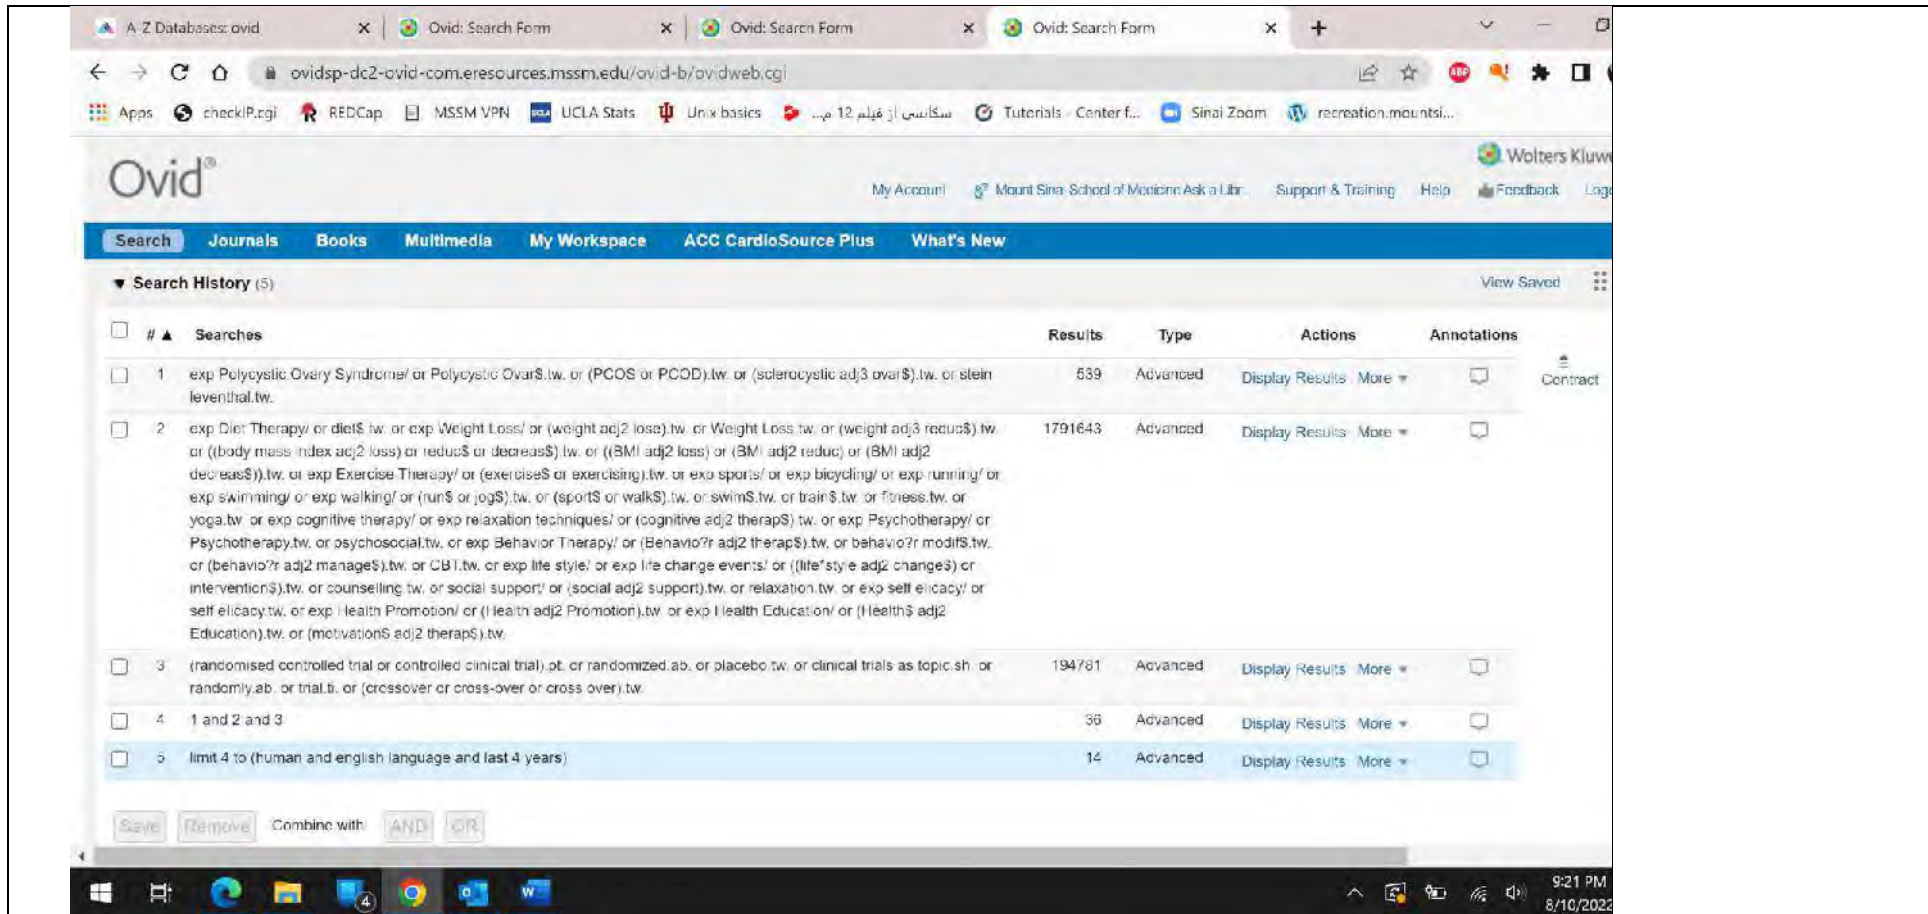 A-Z Databases: ovid
Ovid: Search Form
Ovid: Search Form
Ovid: Search Form
ovidsp-dc2-ovid-com.eresources.mssm.edu/ovid-b/ovidweb.cgi
ABP
Apps checkIP.cgi REDCap MSSM VPN UCLA Stats Unix basics سکانسی از فیلم 12 م... Tutorials - Center f... Sinai Zoom recreation.mountsi...
Ovid®
Wolters Kluwe
My Account Mount Sinai School of Medicine Ask a Libr... Support & Training Help Feedback Logo
Search Journals Books Multimedia My Workspace ACC CardioSource Plus What's New
▼ Search History (5) View Saved
# ▲ Searches Results Type Actions Annotations
Contract
1 exp Polycystic Ovary Syndrome/ or Polycystic Ovar$.tw. or (PCOS or PCOD).tw. or (sclerocystic adj3 ovar$).tw. or stein 539 Advanced Display Results More
leventhal.tw.
2 exp Diet Therapy/ or diet$.tw. or exp Weight Loss/ or (weight adj2 lose).tw. or Weight Loss.tw. or (weight adj3 reduc$).tw. 1791643 Advanced Display Results More
or ((body mass index adj2 loss) or reduc$ or decreas$).tw. or ((BMI adj2 loss) or (BMI adj2 reduc) or (BMI adj2
decreas$)).tw. or exp Exercise Therapy/ or (exercise$ or exercising).tw. or exp sports/ or exp bicycling/ or exp running/ or
exp swimming/ or exp walking/ or (run$ or jog$).tw. or (sport$ or walk$).tw. or swim$.tw. or train$.tw. or fitness.tw. or
yoga.tw. or exp cognitive therapy/ or exp relaxation techniques/ or (cognitive adj2 therap$).tw. or exp Psychotherapy/ or
Psychotherapy.tw. or psychosocial.tw. or exp Behavior Therapy/ or (Behavio?r adj2 therap$).tw. or behavio?r modif$.tw.
or (behavio?r adj2 manage$).tw. or CBT.tw. or exp life style/ or exp life change events/ or ((life*style adj2 change$) or
intervention$).tw. or counselling.tw. or social support/ or (social adj2 support).tw. or relaxation.tw. or exp self efficacy/ or
self efficacy.tw. or exp Health Promotion/ or (Health adj2 Promotion).tw. or exp Health Education/ or (Health$ adj2
Education).tw. or (motivation$ adj2 therap$).tw.
3 (randomised controlled trial or controlled clinical trial).pt. or randomized.ab. or placebo.tw. or clinical trials as topic.sh. or 194781 Advanced Display Results More
randomly.ab. or trial.ti. or (crossover or cross-over or cross over).tw.
4 1 and 2 and 3 36 Advanced Display Results More
5 limit 4 to (human and english language and last 4 years) 14 Advanced Display Results More
Save Remove Combine with: AND OR
4
9:21 PM
8/10/2022